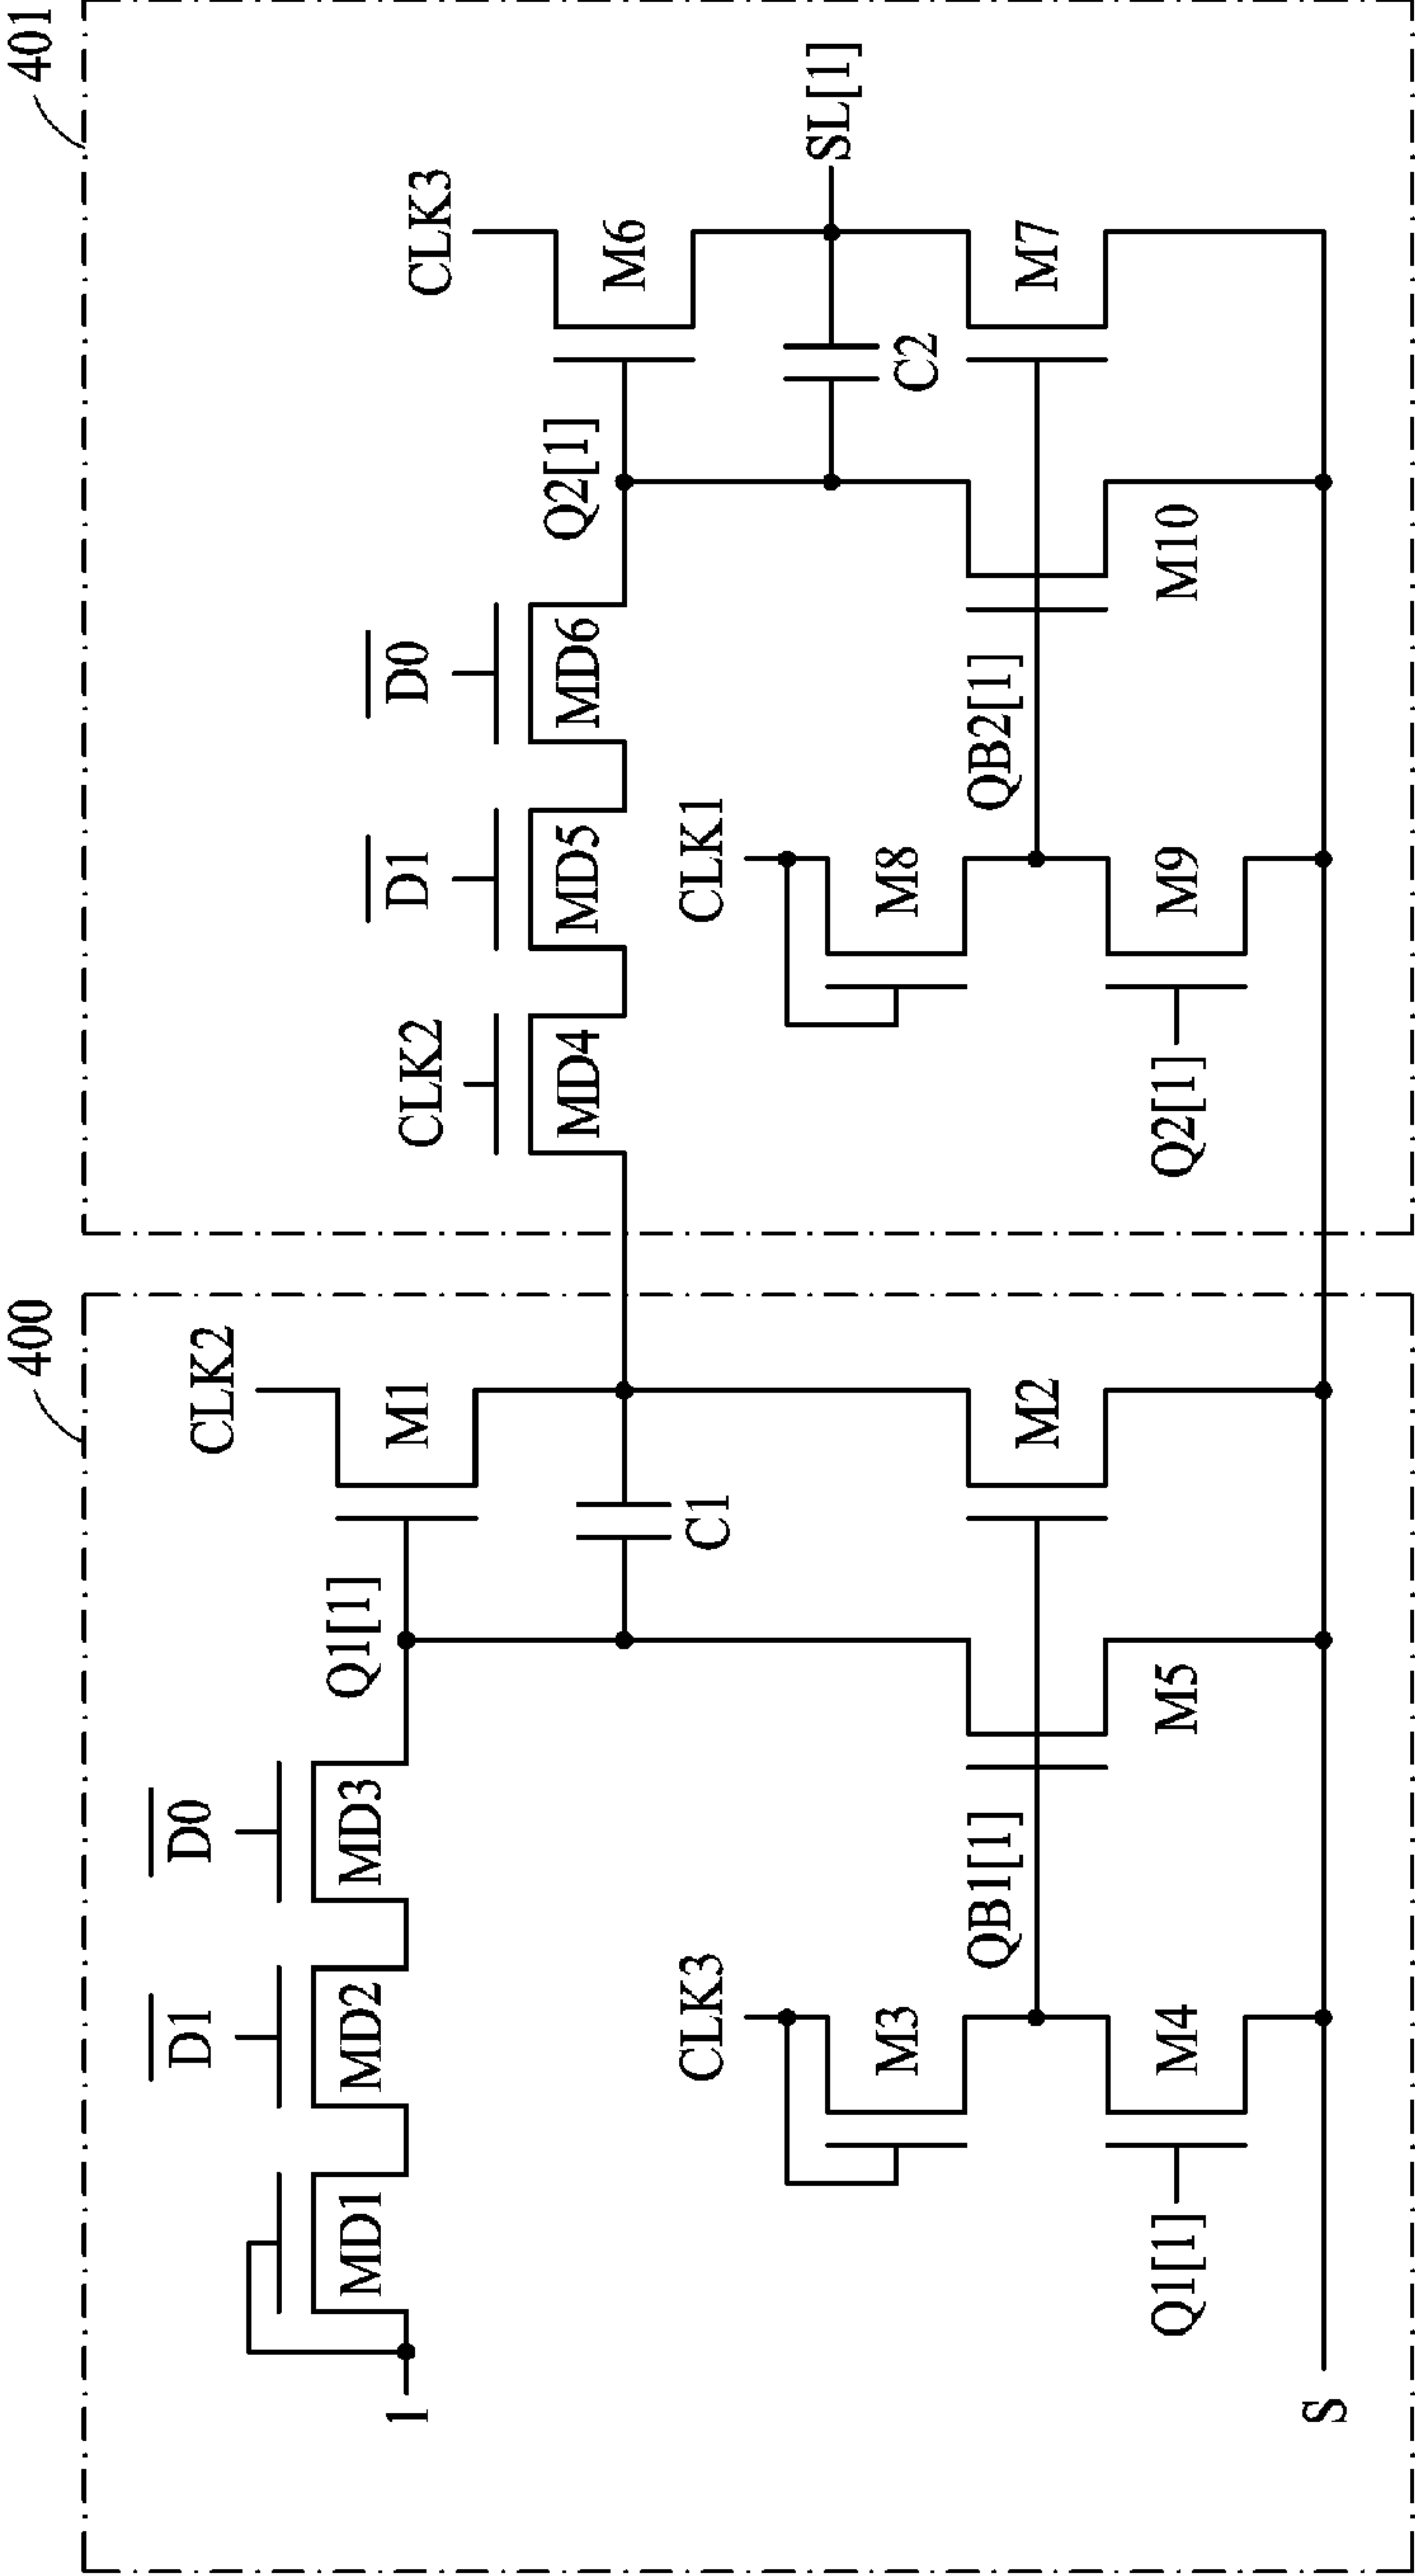 400
401
CLK2
CLK3
D0
D1
M1
Q1[1]
MD3
MD2
MD1
1
C1
CLK3
M3
QB1[1]
M2
M4
M5
Q1[1]
S
CLK2
D1
D0
MD4
MD5
MD6
Q2[1]
M6
SL[1]
C2
CLK1
M8
QB2[1]
M7
M9
M10
Q2[1]